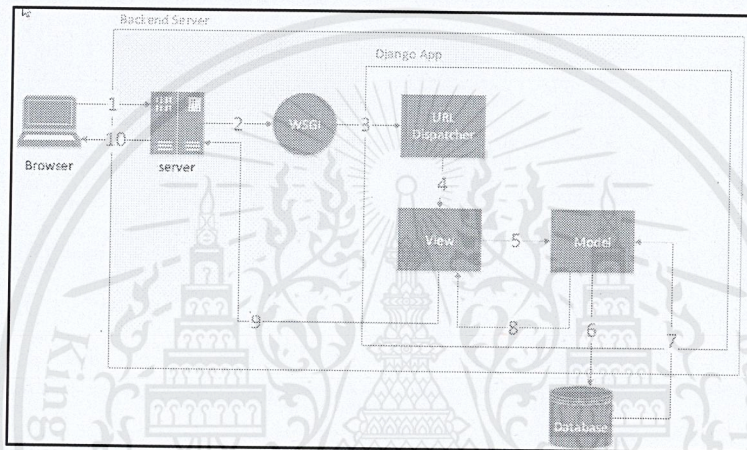 Backend Server
Django App
1
2
WSGI
3
URL
Dispatcher
10
Browser
server
4
View
5
Model
9
8
6
7
Database
King